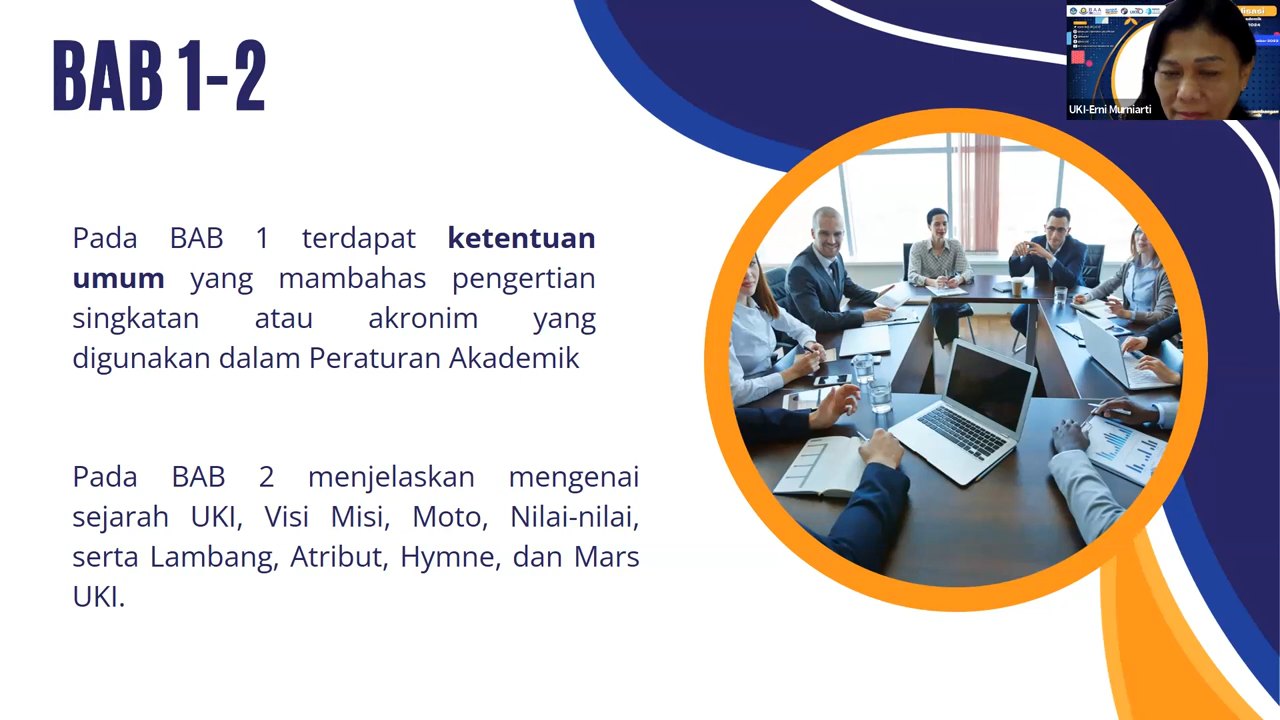 BAB 1-2
Pada BAB 1 terdapat ketentuan
umum yang mambahas pengertian
singkatan atau akronim yang
digunakan dalam Peraturan Akademik
Pada BAB 2 menjelaskan mengenai
sejarah UKI, Visi Misi, Moto, Nilai-nilai,
serta Lambang, Atribut, Hymne, dan Mars
UKI.
UKI-Erni Murniarti